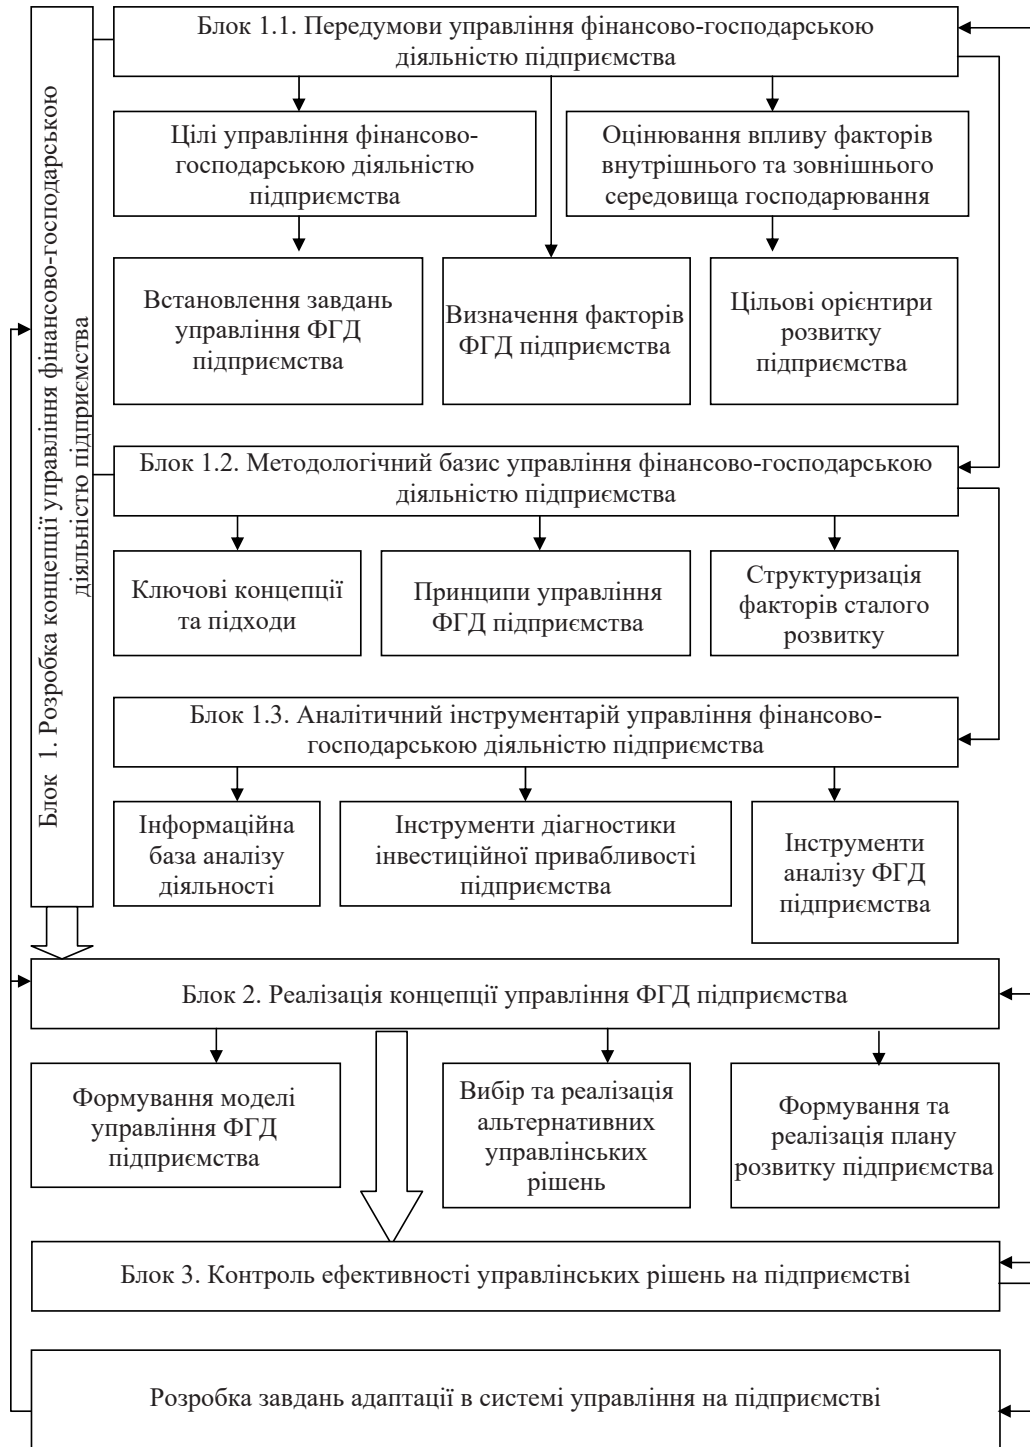 Блок 1. Розробка концепції управління фінансово-господарською
діяльністю підприємства
Блок 1.1. Передумови управління фінансово-господарською
діяльністю підприємства
Цілі управління фінансово-
господарською діяльністю
підприємства
Оцінювання впливу факторів
внутрішнього та зовнішнього
середовища господарювання
Встановлення завдань
управління ФГД
підприємства
Визначення факторів
ФГД підприємства
Цільові орієнтири
розвитку
підприємства
Блок 1.2. Методологічний базис управління фінансово-господарською
діяльністю підприємства
Ключові концепції
та підходи
Принципи управління
ФГД підприємства
Структуризація
факторів сталого
розвитку
Блок 1.3. Аналітичний інструментарій управління фінансово-
господарською діяльністю підприємства
Інформаційна
база аналізу
діяльності
Інструменти діагностики
інвестиційної привабливості
підприємства
Інструменти
аналізу ФГД
підприємства
Блок 2. Реалізація концепції управління ФГД підприємства
Формування моделі
управління ФГД
підприємства
Вибір та реалізація
альтернативних
управлінських
рішень
Формування та
реалізація плану
розвитку підприємства
Блок 3. Контроль ефективності управлінських рішень на підприємстві
Розробка завдань адаптації в системі управління на підприємстві